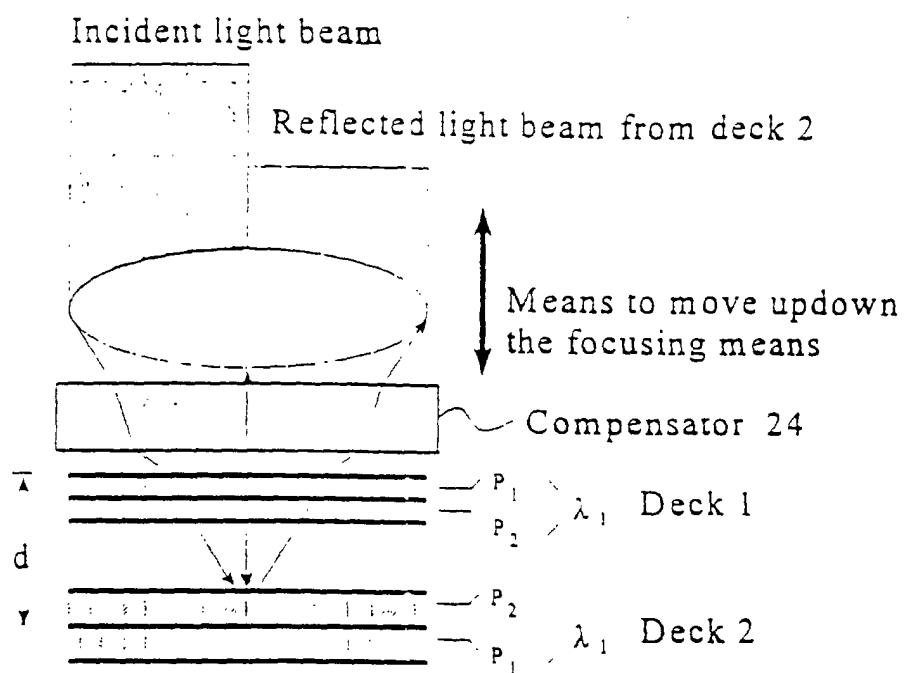 Incident light beam
Reflected light beam from deck 2
Means to move updown
the focusing means
Compensator 24
P1
λ1 Deck 1
P2
d
P2
λ1 Deck 2
P1